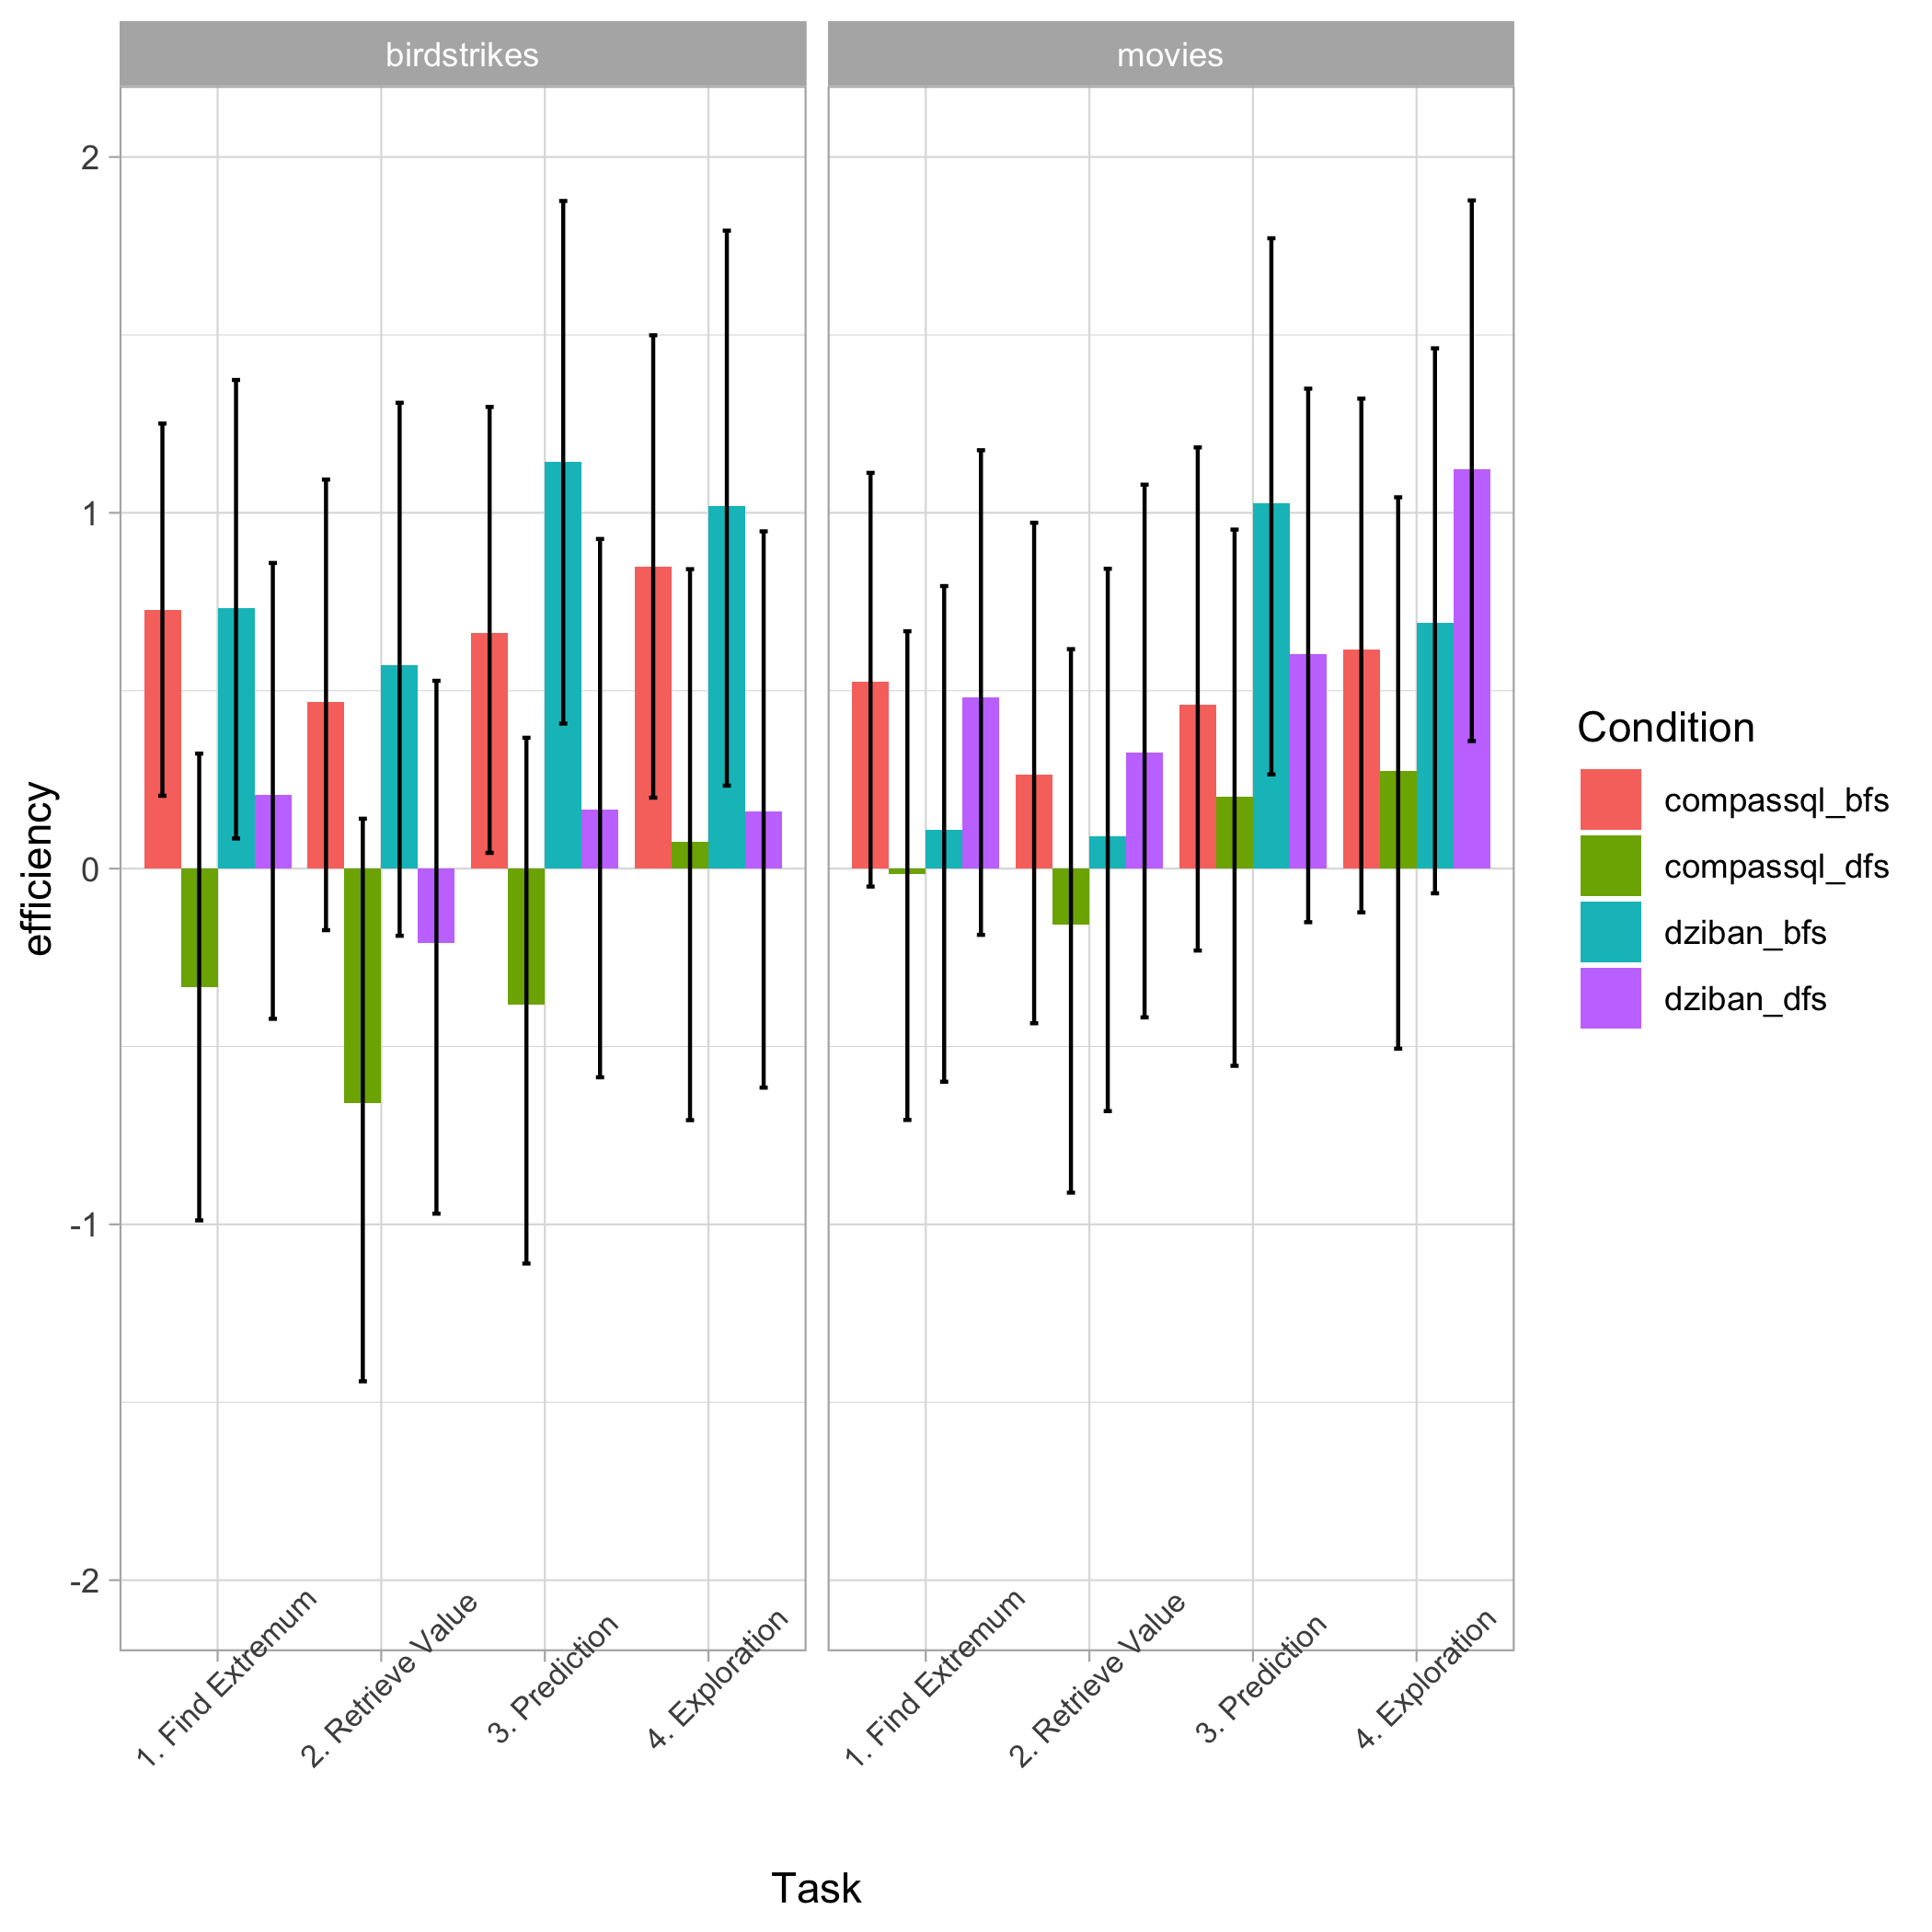 birdstrikes
movies
2
1
0
-1
-2
efficiency
1. Find Extremum
2. Retrieve Value
3. Prediction
4. Exploration
1. Find Extremum
2. Retrieve Value
3. Prediction
4. Exploration
Task
Condition
compassql_bfs
compassql_dfs
dziban_bfs
dziban_dfs